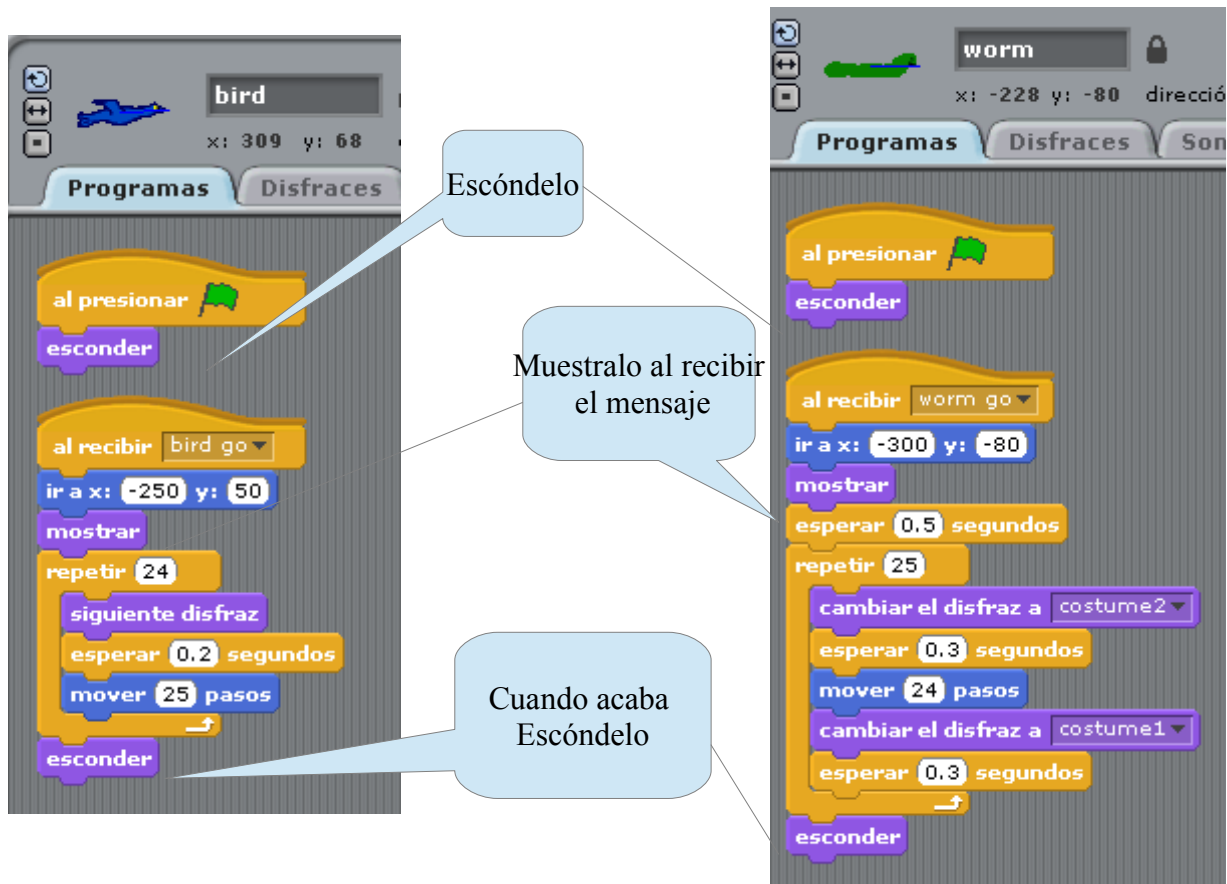 bird
x: 309 y: 68
Programas
Disfraces
al presionar
esconder
al recibir bird go
ir a x: -250 y: 50
mostrar
repetir 24
siguiente disfraz
esperar 0.2 segundos
mover 25 pasos
esconder
Escóndelo
Muestralo al recibir
el mensaje
Cuando acaba
Escóndelo
worm
x: -228 y: -80 direcció
Programas
Disfraces
Son
al presionar
esconder
al recibir worm go
ir a x: -300 y: -80
mostrar
esperar 0.5 segundos
repetir 25
cambiar el disfraz a costume2
esperar 0.3 segundos
mover 24 pasos
cambiar el disfraz a costume1
esperar 0.3 segundos
esconder